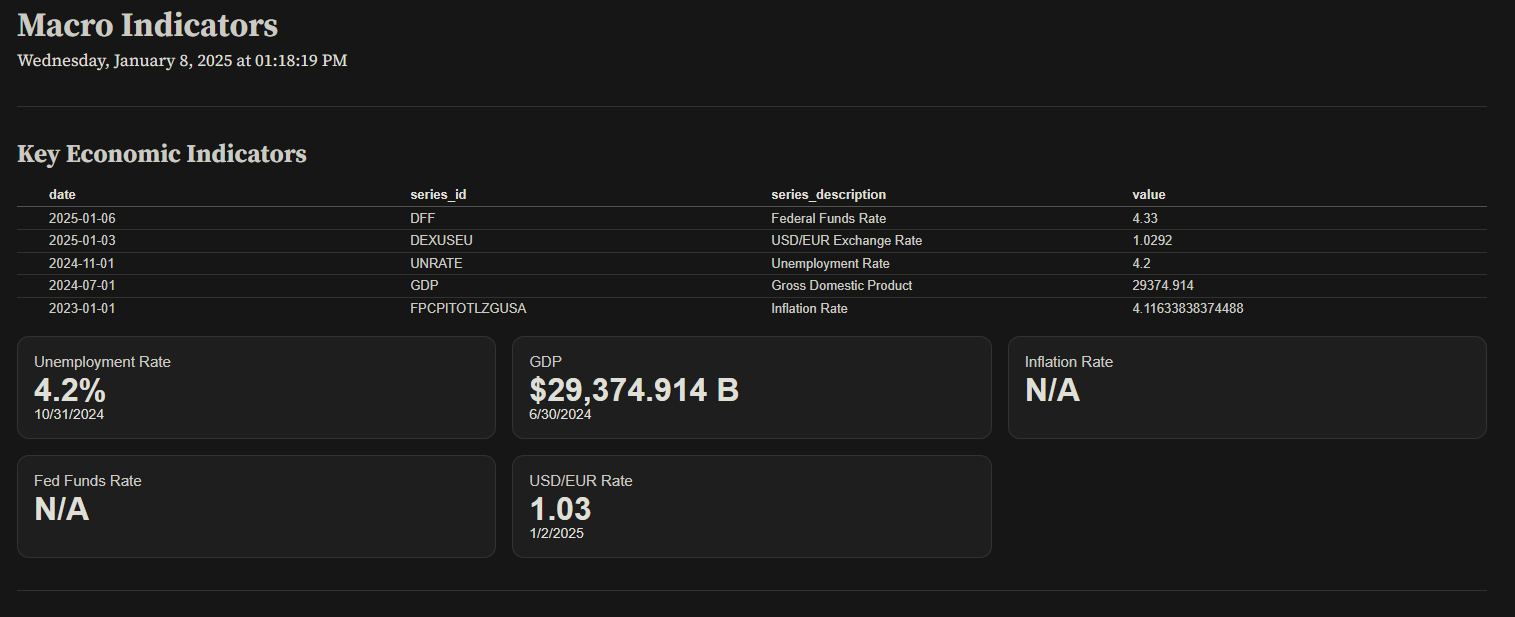 Macro Indicators
Wednesday, January 8, 2025 at 01:18:19 PM
Key Economic Indicators
date series_id series_description value
2025-01-06 DFF Federal Funds Rate 4.33
2025-01-03 DEXUSEU USD/EUR Exchange Rate 1.0292
2024-11-01 UNRATE Unemployment Rate 4.2
2024-07-01 GDP Gross Domestic Product 29374.914
2023-01-01 FPCPITOTLZGUSA Inflation Rate 4.11633838374488
Unemployment Rate
4.2%
10/31/2024
GDP
$29,374.914 B
6/30/2024
Inflation Rate
N/A
Fed Funds Rate
N/A
USD/EUR Rate
1.03
1/2/2025